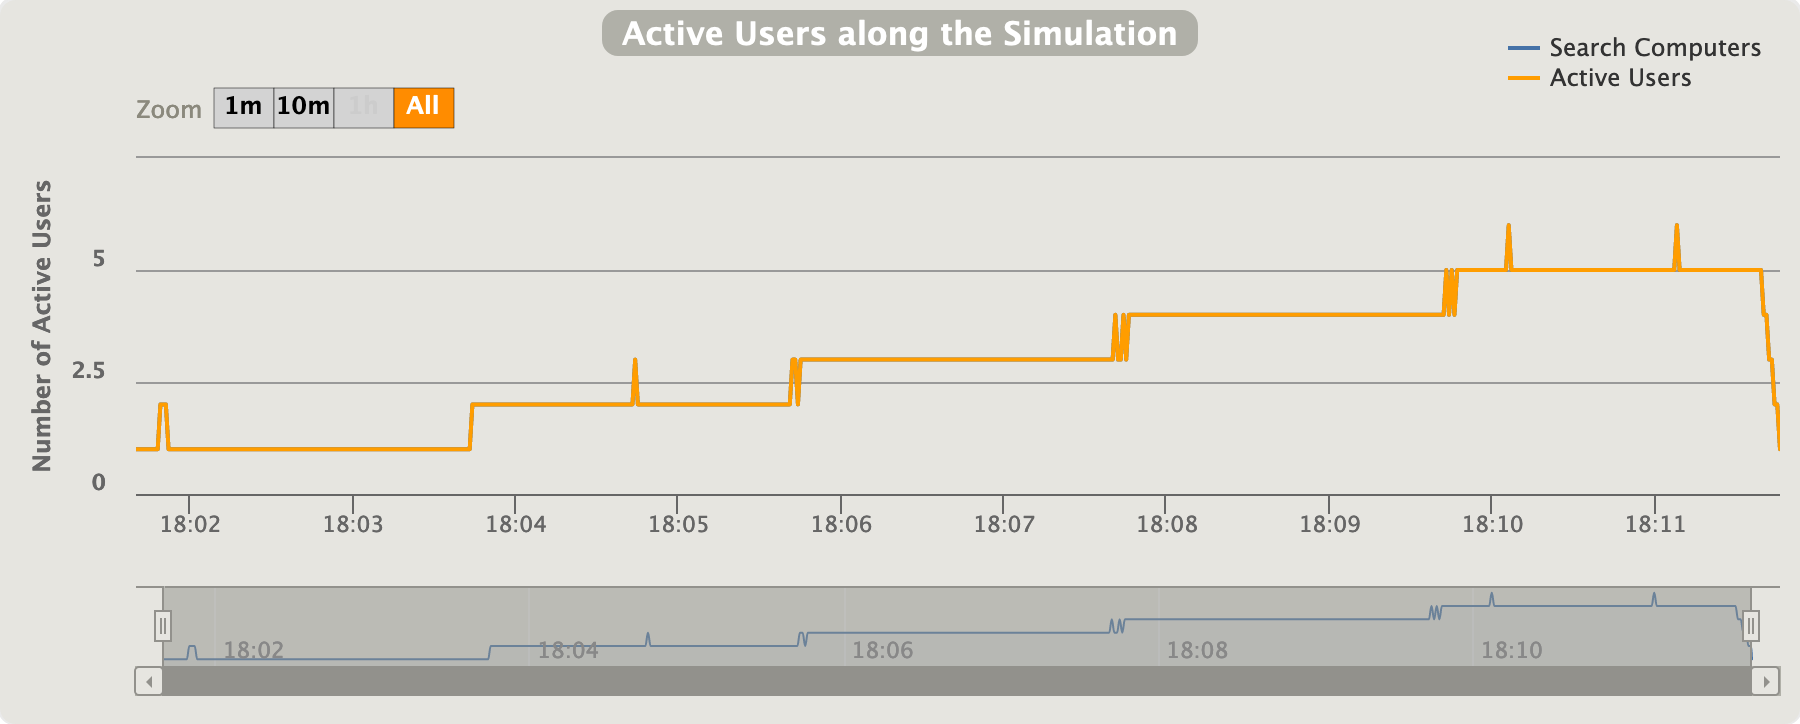 Active Users along the Simulation
Search Computers
Active Users
Zoom 1m 10m 1h All
Number of Active Users
5
2.5
0
18:02 18:03 18:04 18:05 18:06 18:07 18:08 18:09 18:10 18:11
18:02 18:04 18:06 18:08 18:10